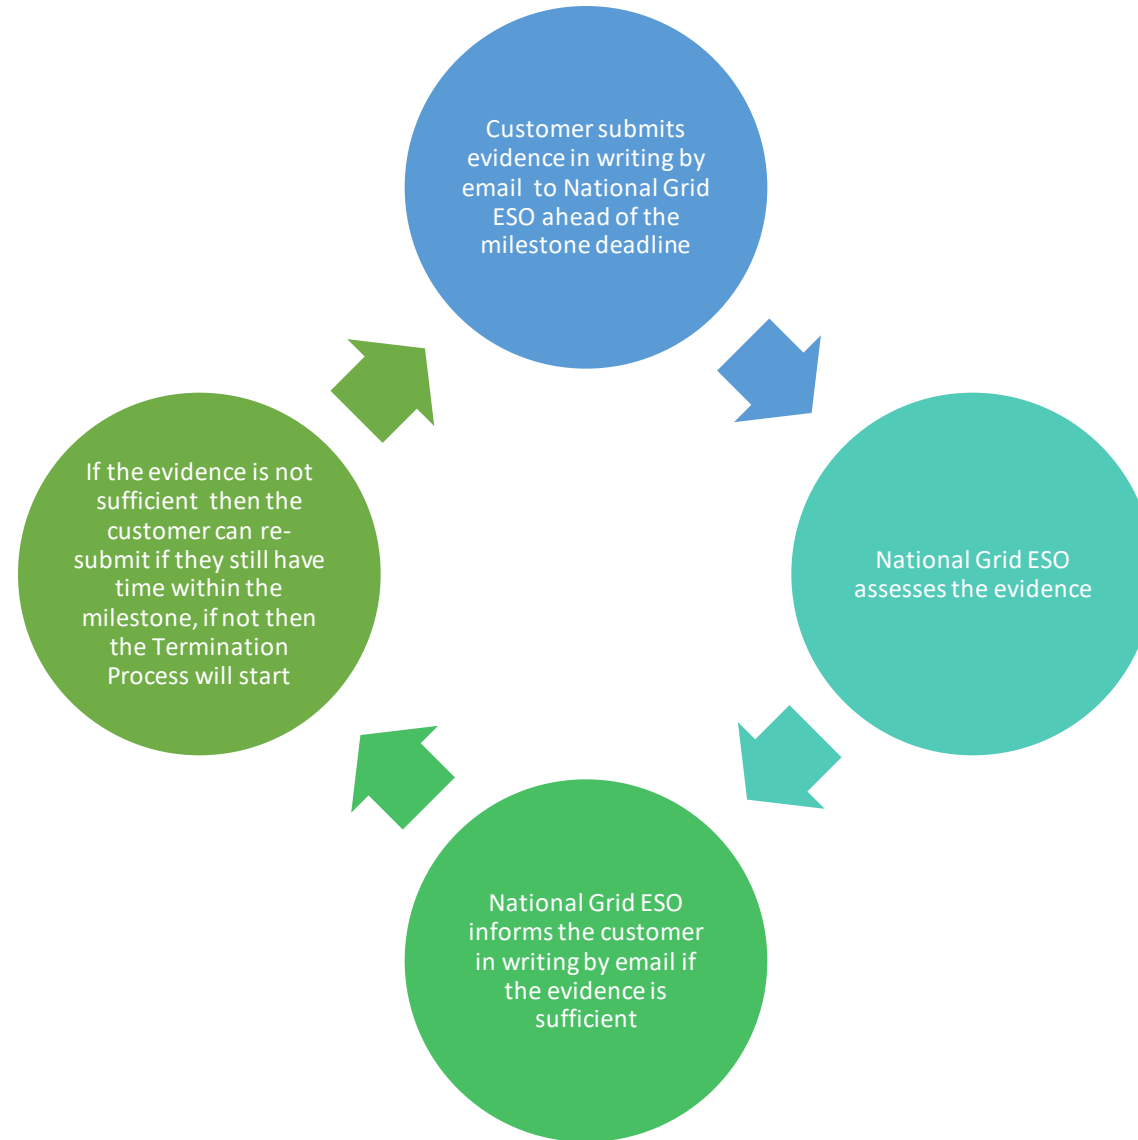 Customer submits
evidence in writing by
email  to National Grid
ESO ahead of the
milestone deadline
National Grid ESO
assesses the evidence
National Grid ESO
informs the customer
in writing by email if
the evidence is
sufficient
If the evidence is not
sufficient  then the
customer can re-
submit if they still have
time within the
milestone, if not then
the Termination
Process will start